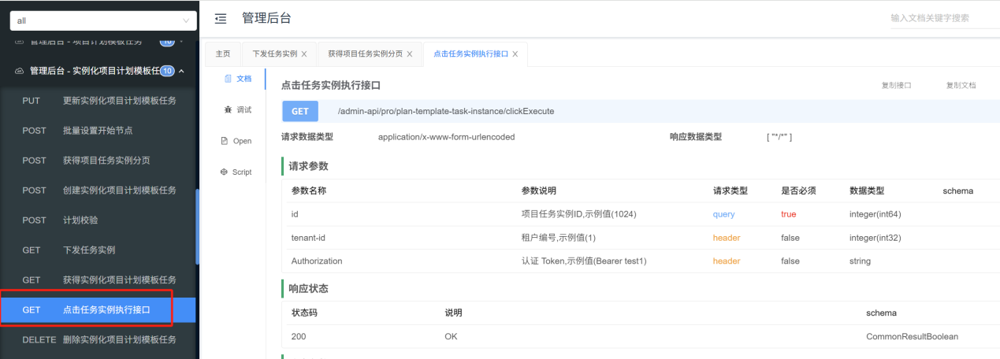 all
管理后台 - 项目计划模板任务 10
管理后台 - 实例化项目计划模板任 10
PUT 更新实例化项目计划模板任务
POST 批量设置开始节点
POST 获得项目任务实例分页
POST 创建实例化项目计划模板任务
POST 计划校验
GET 下发任务实例
GET 获得实例化项目计划模板任务
GET 点击任务实例执行接口
DELETE 删除实例化项目计划模板任务
管理后台
输入文档关键字搜索
主页 下发任务实例 获得项目任务实例分页 点击任务实例执行接口
文档
调试
Open
Script
点击任务实例执行接口 复制接口 复制文档
GET /admin-api/pro/plan-template-task-instance/clickExecute
请求数据类型 application/x-www-form-urlencoded 响应数据类型 [ "*/*" ]
请求参数
参数名称 参数说明 请求类型 是否必须 数据类型 schema
id 项目任务实例ID,示例值(1024) query true integer(int64)
tenant-id 租户编号,示例值(1) header false integer(int32)
Authorization 认证 Token,示例值(Bearer test1) header false string
响应状态
状态码 说明 schema
200 OK CommonResultBoolean